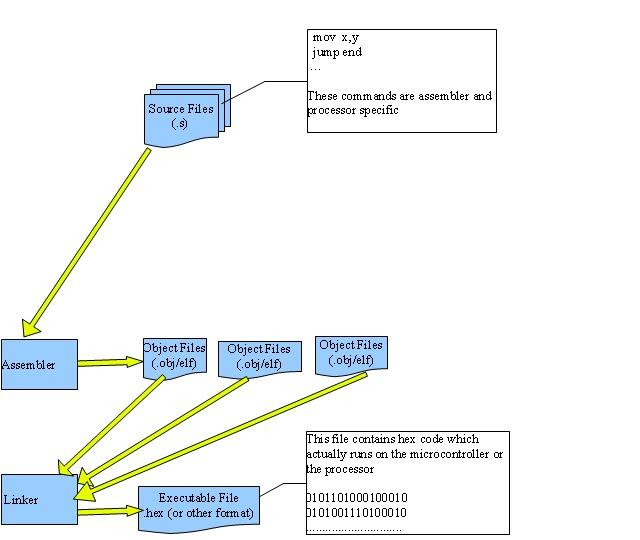 mov x,y
jump end
...
These commands are assembler and
processor specific
Source Files
(.s)
Assembler
Object Files
(.obj/elf)
Object Files
(.obj/elf)
Object Files
(.obj/elf)
This file contains hex code which
actually runs on the microcontroller or
the processor
0101101000100010
0101001110100010
..............................
Linker
Executable File
.hex (or other format)